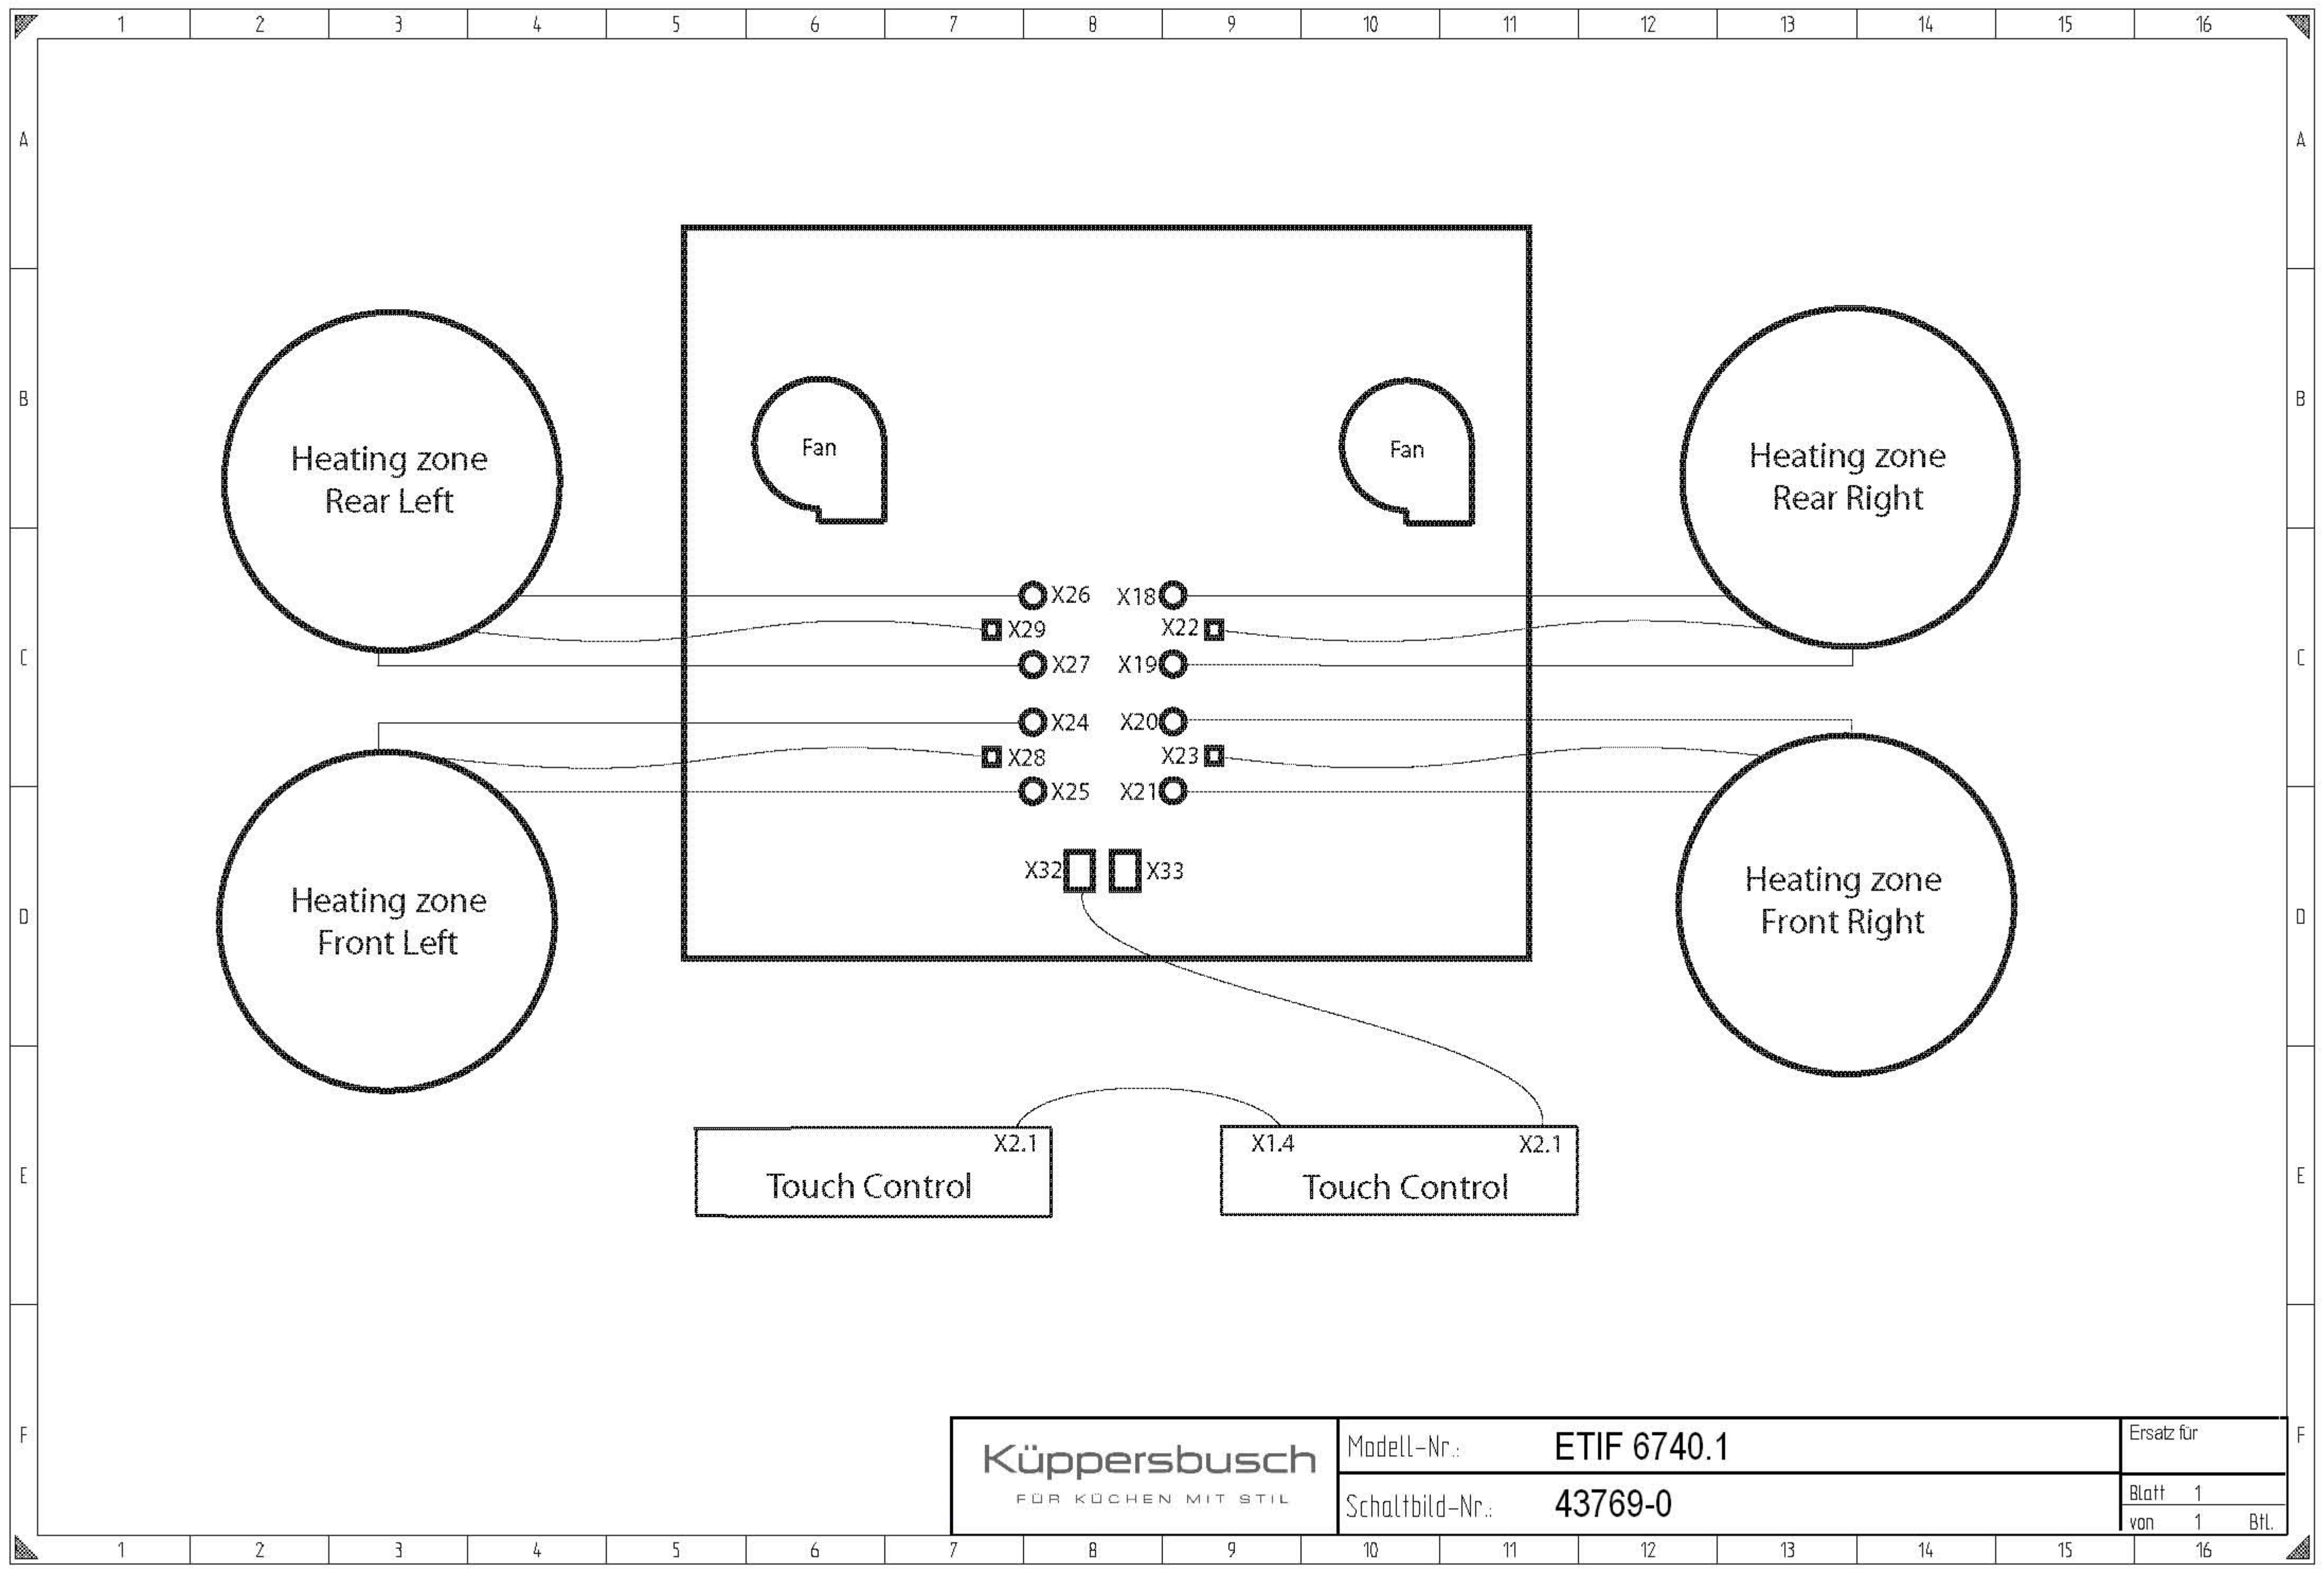 1 2 3 4 5 6 7 8 9 10 11 12 13 14 15 16
A A
B B
Fan Fan
Heating zone
Rear Left
Heating zone
Rear Right
X26 X18
X29 X22
C C
X27 X19
X24 X20
X28 X23
X25 X21
X32 X33
Heating zone
Front Left
Heating zone
Front Right
D D
X2.1 X1.4 X2.1
Touch Control Touch Control
E E
F F
Küppersbusch
FÜR KÜCHEN MIT STIL
Modell-Nr.: ETIF 6740.1
Schaltbild-Nr.: 43769-0
Ersatz für
Blatt 1
von 1 Btl.
1 2 3 4 5 6 7 8 9 10 11 12 13 14 15 16